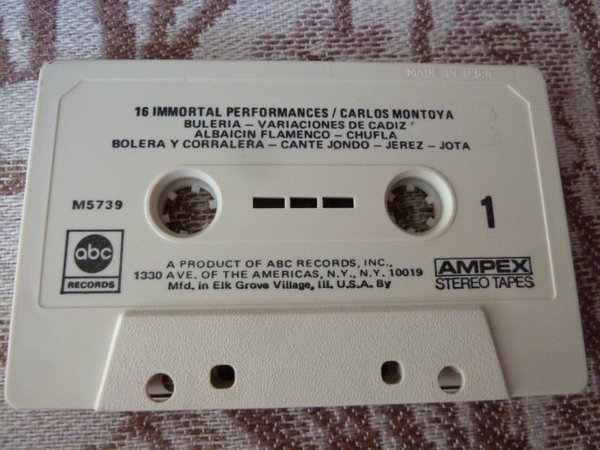 MADE IN U.S.A.
16 IMMORTAL PERFORMANCES / CARLOS MONTOYA
BULERIA — VARIACIONES DE CADIZ
ALBAICIN FLAMENCO — CHUFLA
BOLERA Y CORRALERA — CANTE JONDO — JEREZ — JOTA
M5739
1
abc
RECORDS
A PRODUCT OF ABC RECORDS, INC.,
1330 AVE. OF THE AMERICAS, N.Y., N.Y. 10019
Mfd. in Elk Grove Village, Ill. U.S.A. By
AMPEX
STEREO TAPES